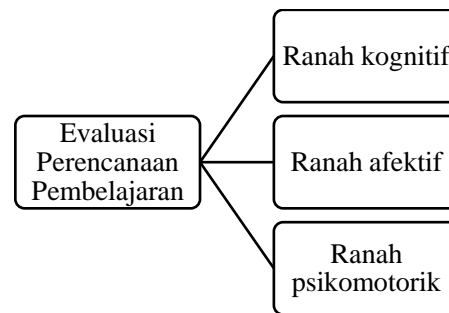 Evaluasi
Perencanaan
Pembelajaran
Ranah kognitif
Ranah afektif
Ranah
psikomotorik